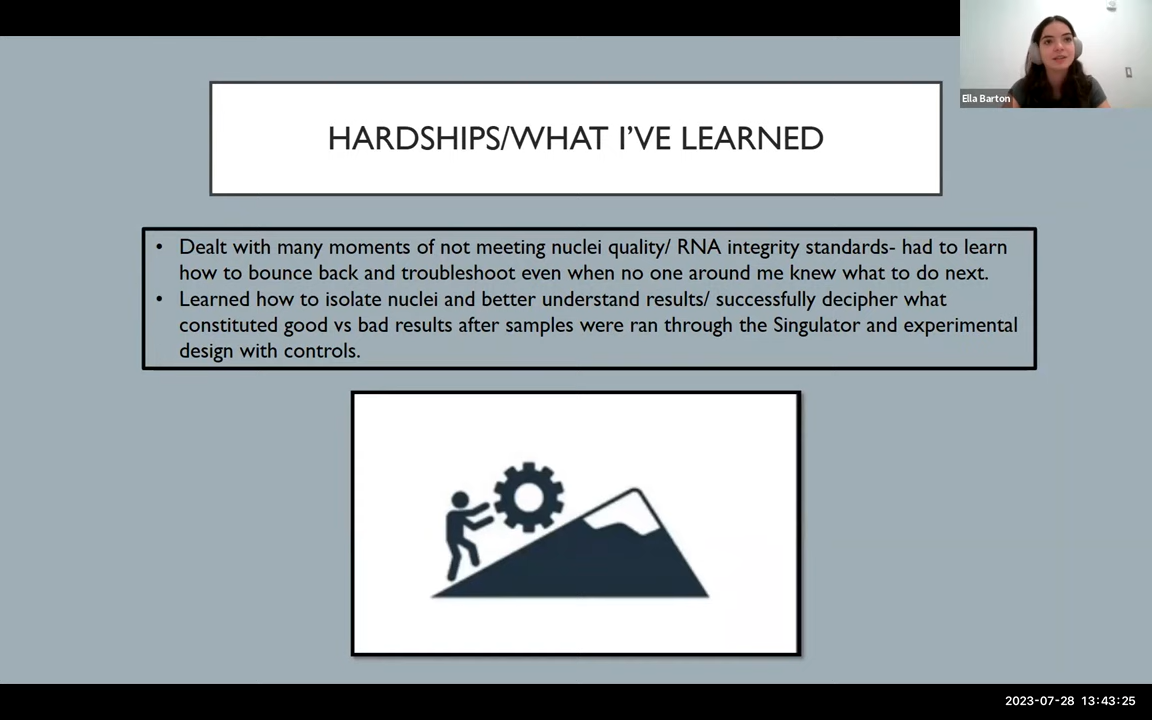 Ella Barton
HARDSHIPS/WHAT I'VE LEARNED
• Dealt with many moments of not meeting nuclei quality/ RNA integrity standards- had to learn
how to bounce back and troubleshoot even when no one around me knew what to do next.
• Learned how to isolate nuclei and better understand results/ successfully decipher what
constituted good vs bad results after samples were ran through the Singulator and experimental
design with controls.
2023-07-28 13:43:25